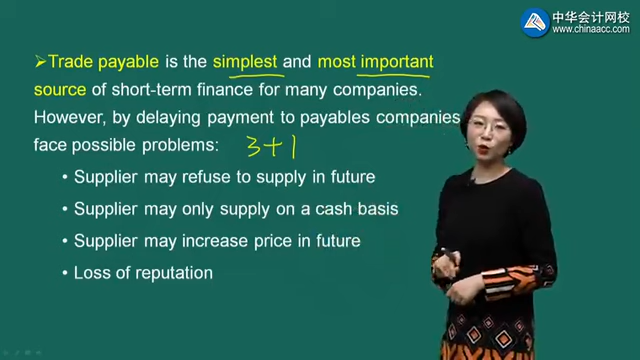 中华会计网校
www.chinaacc.com
➢Trade payable is the simplest and most important
source of short-term finance for many companies.
However, by delaying payment to payables companies
face possible problems: 3+1
• Supplier may refuse to supply in future
• Supplier may only supply on a cash basis
• Supplier may increase price in future
• Loss of reputation